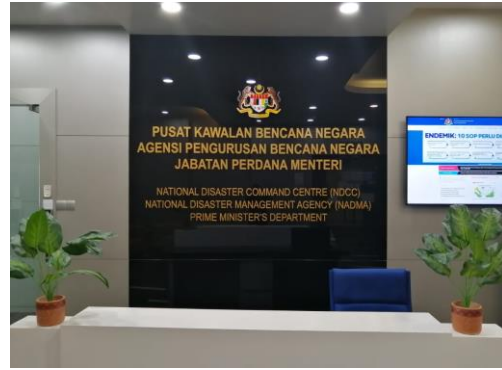 PUSAT KAWALAN BENCANA NEGARA
AGENSI PENGURUSAN BENCANA NEGARA
JABATAN PERDANA MENTERI
NATIONAL DISASTER COMMAND CENTRE (NDCC)
NATIONAL DISASTER MANAGEMENT AGENCY (NADMA)
PRIME MINISTER'S DEPARTMENT
ENDEMIK: 10 SOP PERLU